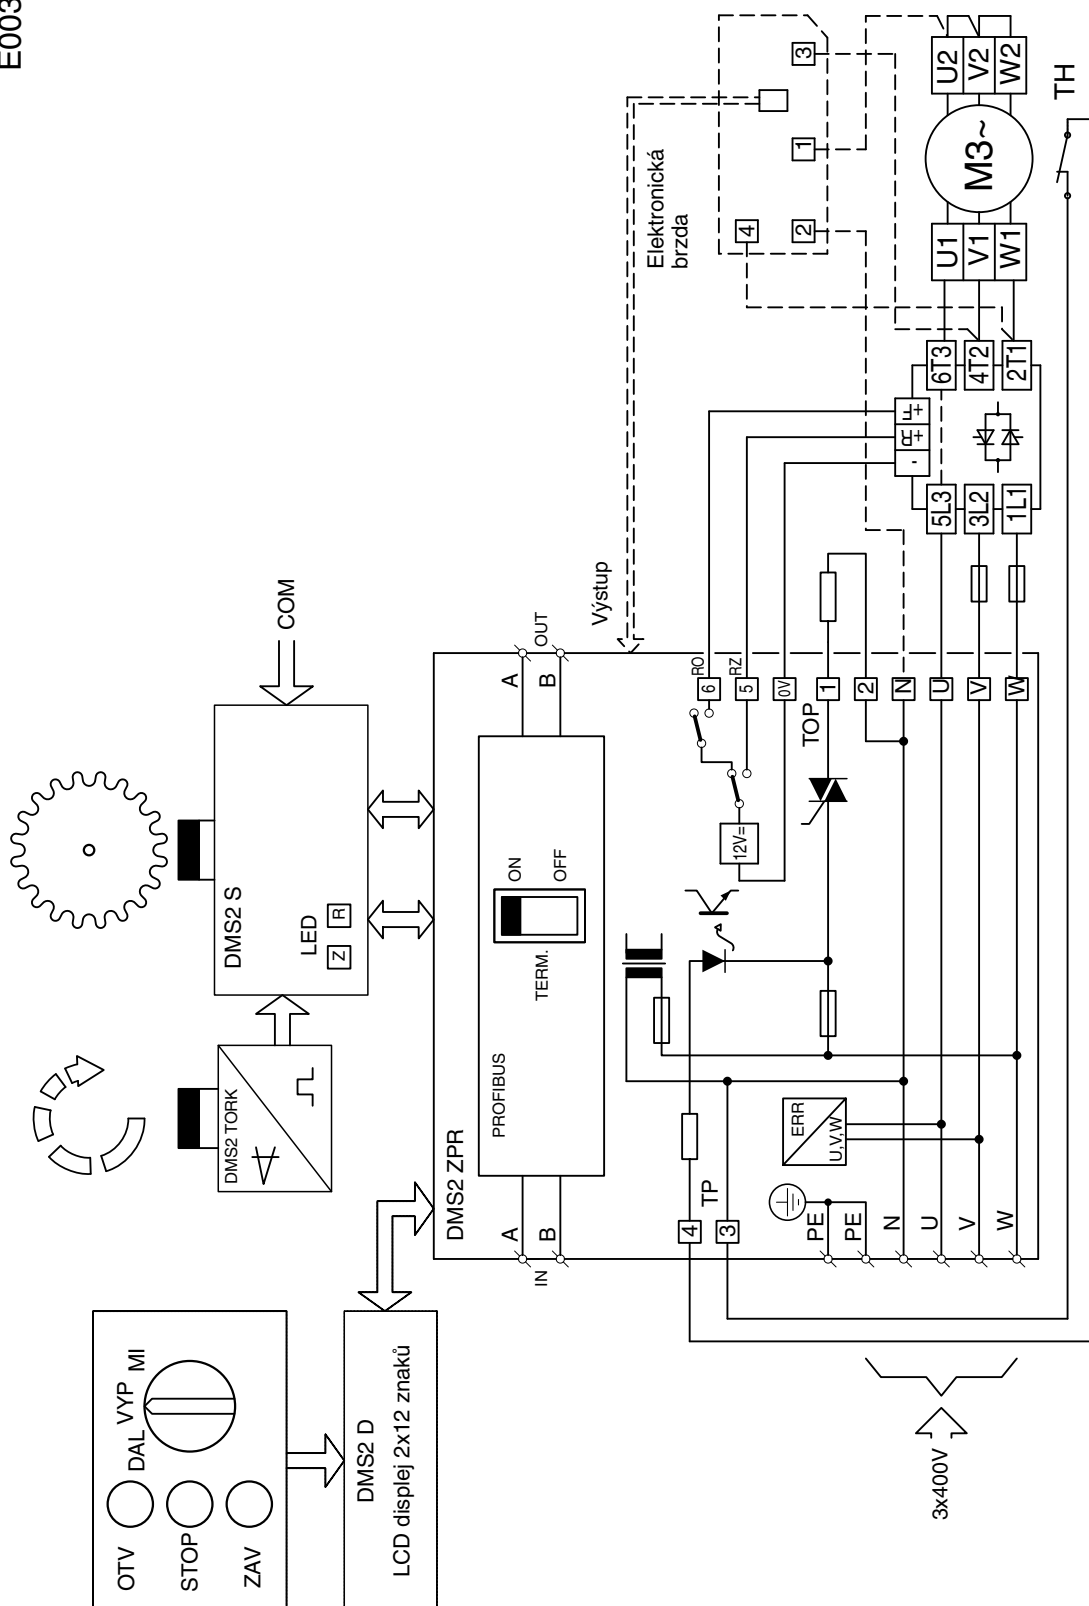 E003
OTV
STOP
ZAV
DAL
VYP
MI
DMS2 D
LCD displej 2x12 znaků
DMS2 TORK
DMS2 S
LED
Z
R
COM
DMS2 ZPR
PROFIBUS
TERM.
ON
OFF
A
B
IN
A
B
OUT
Výstup
Elektronická
brzda
4
2
1
3
TP
4
3
ERR
U,V,W
12V=
RO
6
RZ
5
0V
TOP
1
2
N
U
V
W
PE
PE
N
U
V
W
3x400V
-
+R
+F
5L3
3L2
1L1
6T3
4T2
2T1
U1
V1
W1
M3~
U2
V2
W2
TH